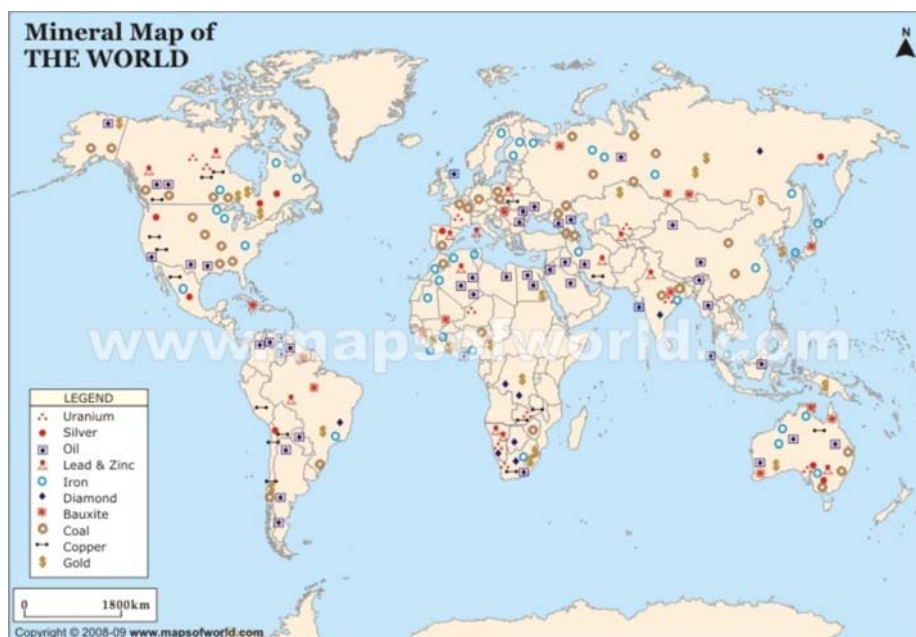 Mineral Map of
THE WORLD
N
www.mapsofworld.com
LEGEND
Uranium
Silver
Oil
Lead & Zinc
Iron
Diamond
Bauxite
Coal
Copper
Gold
0 1800km
Copyright © 2008-09 www.mapsofworld.com